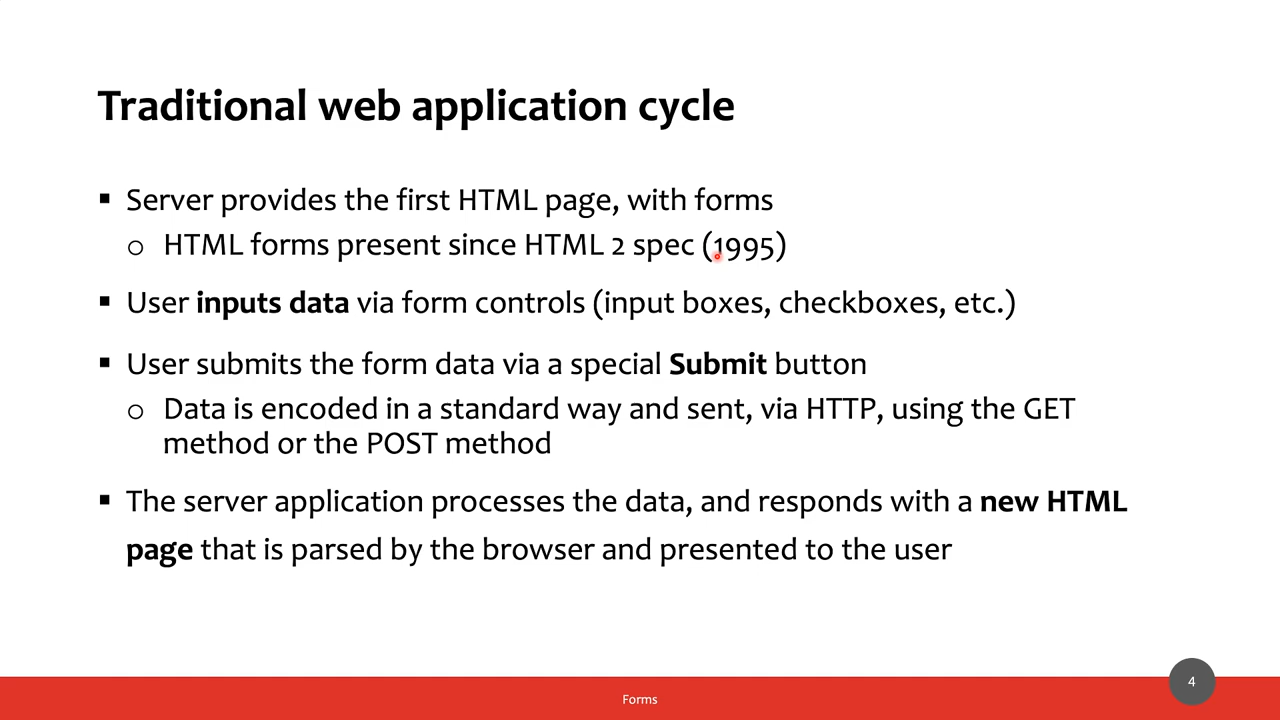 Traditional web application cycle
▪ Server provides the first HTML page, with forms
o HTML forms present since HTML 2 spec (1995)
▪ User inputs data via form controls (input boxes, checkboxes, etc.)
▪ User submits the form data via a special Submit button
o Data is encoded in a standard way and sent, via HTTP, using the GET
method or the POST method
▪ The server application processes the data, and responds with a new HTML
page that is parsed by the browser and presented to the user
4
Forms